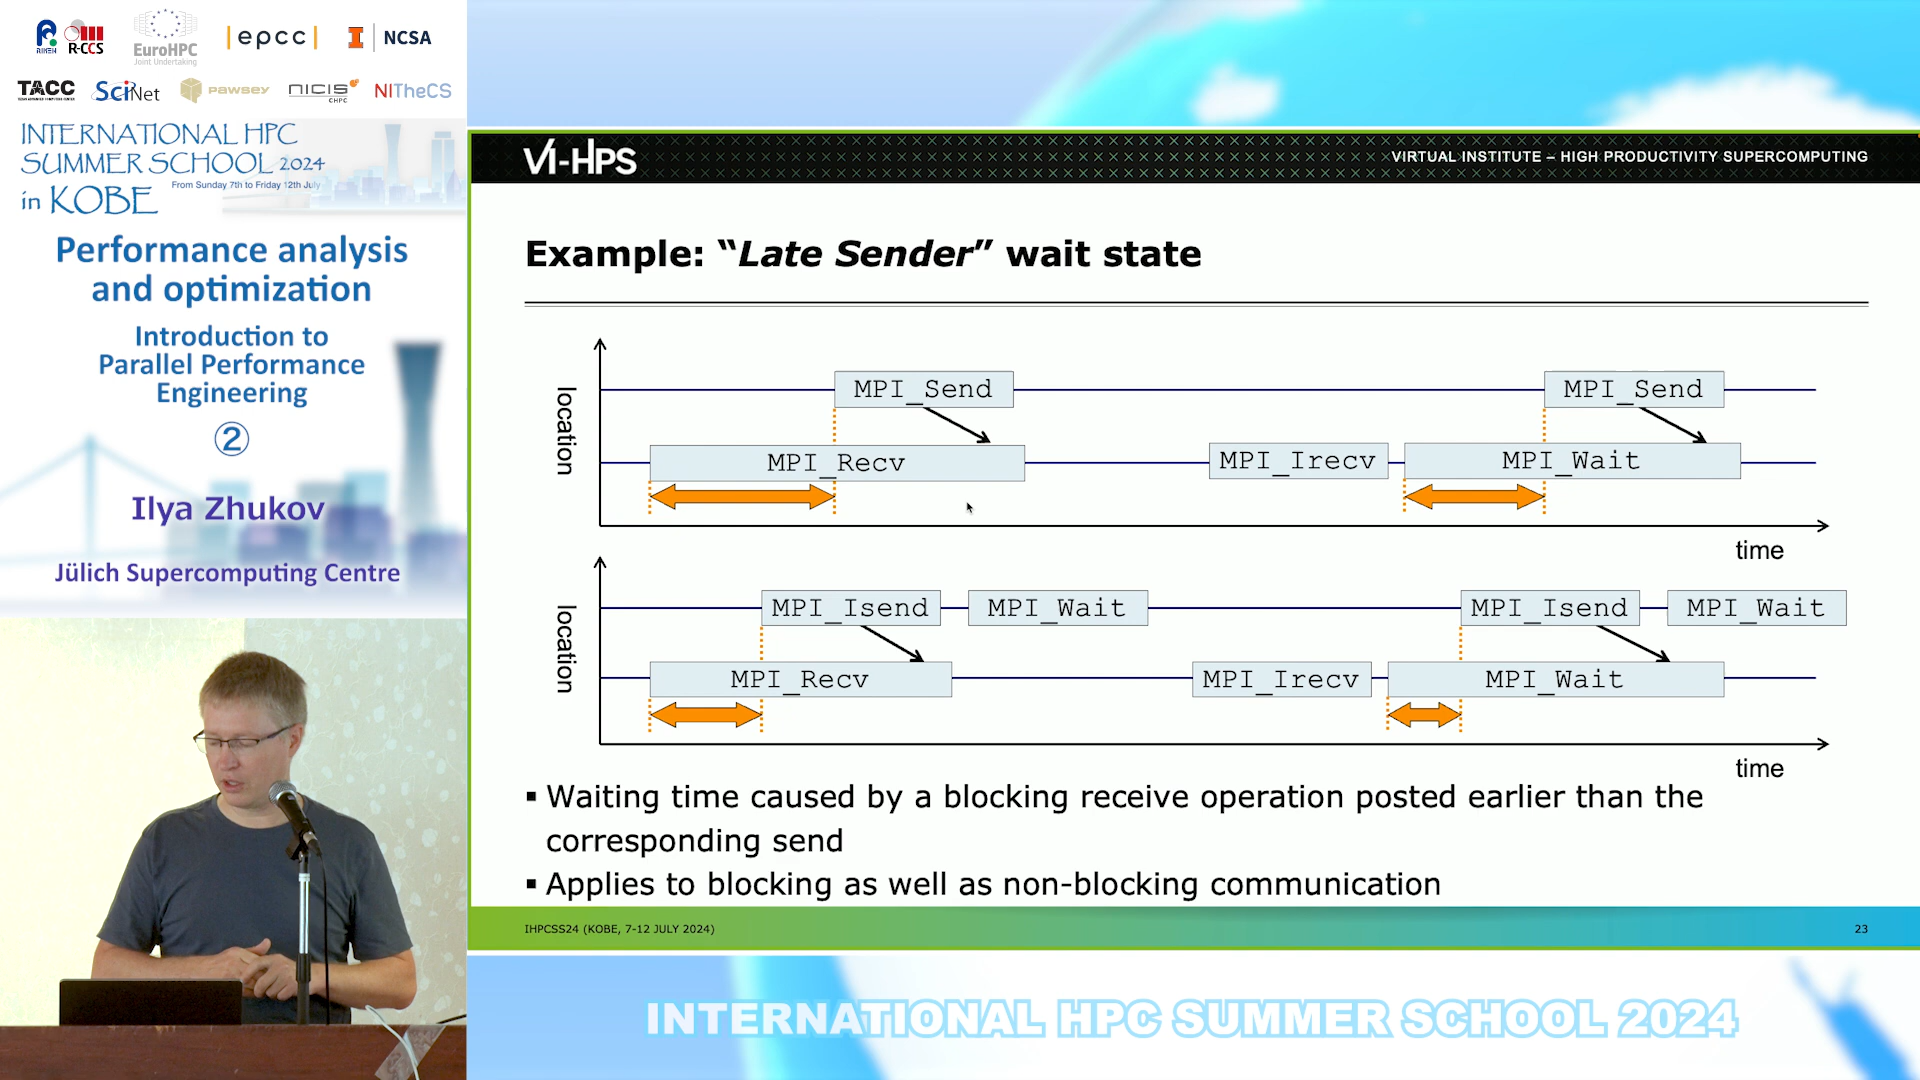 RIKEN
R-CCS
EuroHPC
Joint Undertaking
epcc
I NCSA
TACC
SciNet
PAWSEY
NICIS
CHPC
NITheCS
INTERNATIONAL HPC
SUMMER SCHOOL 2024
in KOBE
From Sunday 7th to Friday 12th July
Performance analysis
and optimization
Introduction to
Parallel Performance
Engineering
②
Ilya Zhukov
Jülich Supercomputing Centre
VI-HPS
VIRTUAL INSTITUTE – HIGH PRODUCTIVITY SUPERCOMPUTING
Example: “Late Sender” wait state
location
MPI_Send
MPI_Send
MPI_Recv
MPI_Irecv
MPI_Wait
time
location
MPI_Isend
MPI_Wait
MPI_Isend
MPI_Wait
MPI_Recv
MPI_Irecv
MPI_Wait
time
▪ Waiting time caused by a blocking receive operation posted earlier than the
corresponding send
▪ Applies to blocking as well as non-blocking communication
IHPCSS24 (KOBE, 7-12 JULY 2024)
23
INTERNATIONAL HPC SUMMER SCHOOL 2024